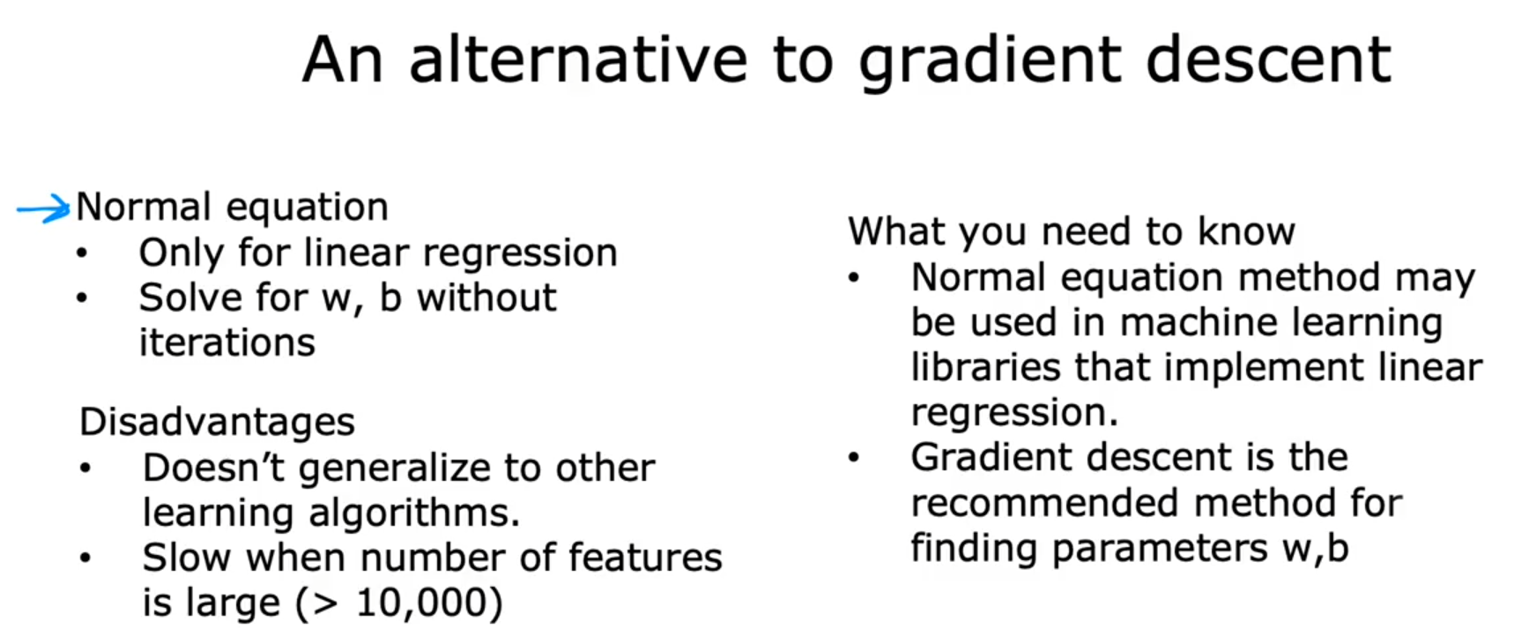 An alternative to gradient descent
Normal equation
• Only for linear regression
• Solve for w, b without
iterations
Disadvantages
• Doesn’t generalize to other
learning algorithms.
• Slow when number of features
is large (> 10,000)
What you need to know
• Normal equation method may
be used in machine learning
libraries that implement linear
regression.
• Gradient descent is the
recommended method for
finding parameters w,b